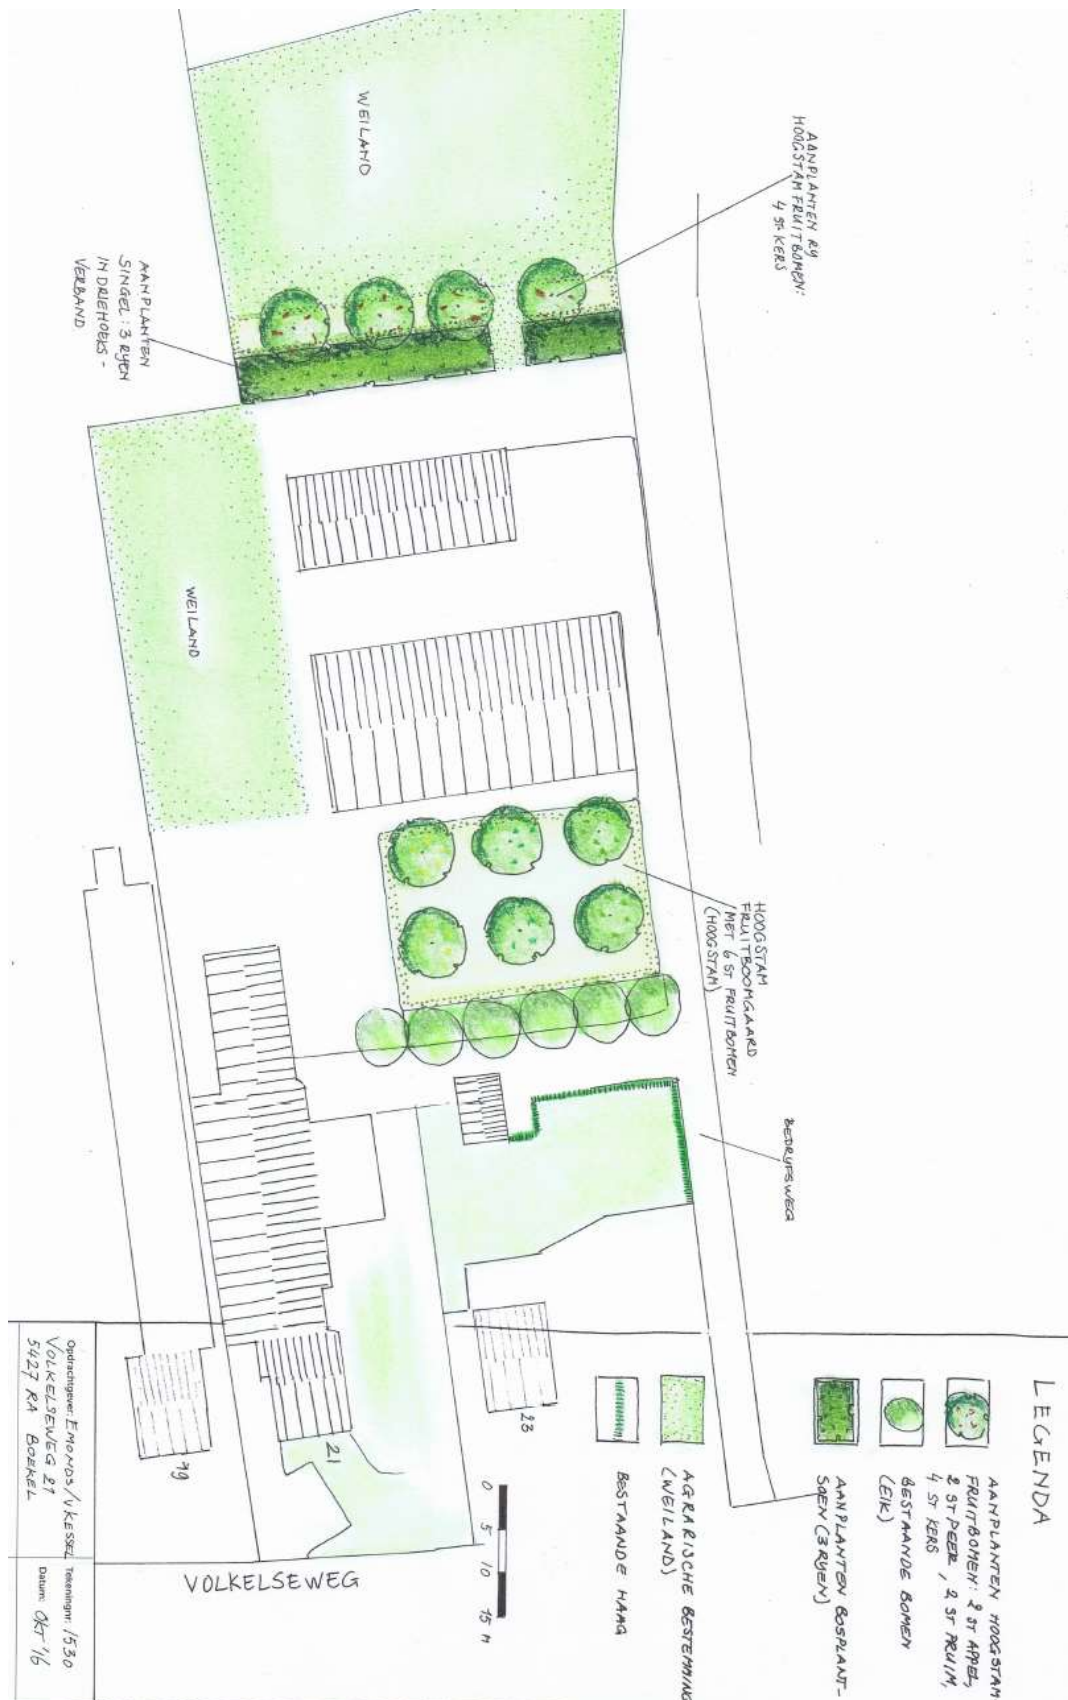 WEILAND
AANPLANTEN RIJ
HOOGSTAM FRUITBOMEN:
4 ST KERS
AANPLANTEN
SINGEL: 3 RIJEN
IN DRIEHOEKS-
VERBAND
WEILAND
HOOGSTAM
FRUITBOOMGAARD
MET 6 ST FRUITBOMEN
(HOOGSTAM)
BEDRIJFSWEG
23
21
19
VOLKELSEWEG
0 5 10 15 M
LEGENDA
AANPLANTEN HOOGSTAM
FRUITBOMEN: 2 ST APPEL,
2 ST PEER, 2 ST PRUIM,
4 ST KERS
BESTAANDE BOMEN
(EIK)
AANPLANTEN BOSPLANT-
SOEN (3 RIJEN)
AGRARISCHE BESTEMMING
(WEILAND)
BESTAANDE HAAG
Opdrachtgever: EMONDS/V KESSEL
VOLKELSEWEG 21
5427 RA BOEKEL
Tekeningnr: 1530
Datum: OKT '16